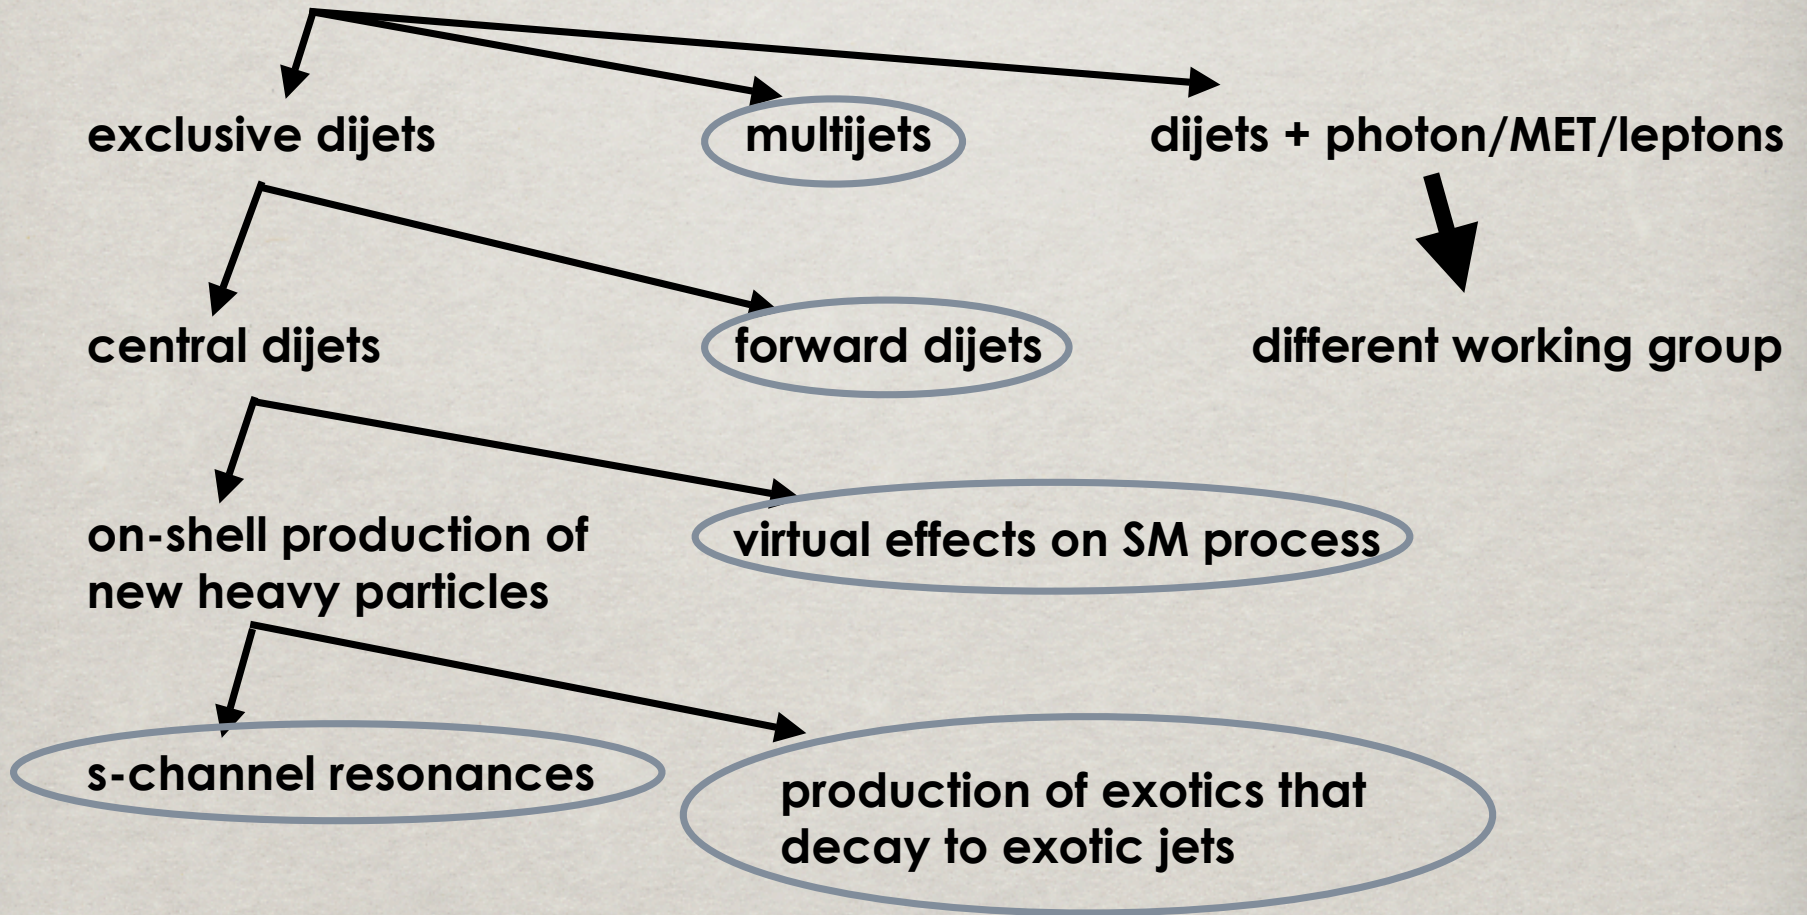 exclusive dijets
multijets
dijets + photon/MET/leptons
central dijets
forward dijets
different working group
on-shell production of
new heavy particles
virtual effects on SM process
s-channel resonances
production of exotics that
decay to exotic jets